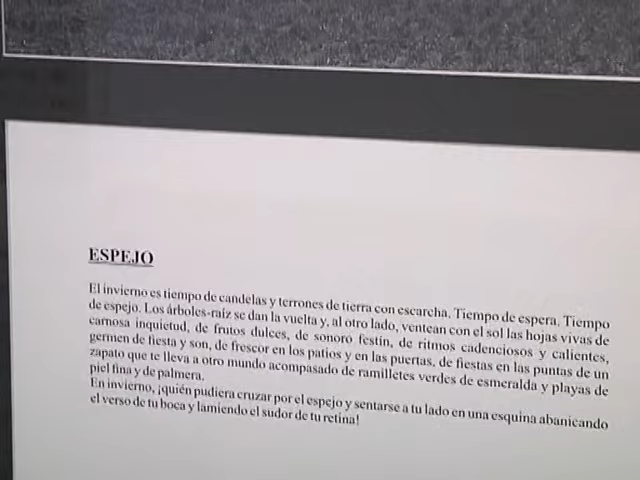 ESPEJO
El invierno es tiempo de candelas y terrones de tierra con escarcha. Tiempo de espera. Tiempo
de espejo. Los árboles-raíz se dan la vuelta y, al otro lado, ventean con el sol las hojas vivas de
carnosa inquietud, de frutos dulces, de sonoro festín, de ritmos cadenciosos y calientes,
germen de fiesta y son, de frescor en los patios y en las puertas, de fiestas en las puntas de un
zapato que te lleva a otro mundo acompasado de ramilletes verdes de esmeralda y playas de
piel fina y de palmera.
En invierno, ¡quién pudiera cruzar por el espejo y sentarse a tu lado en una esquina abanicando
el verso de tu boca y lamiendo el sudor de tu retina!